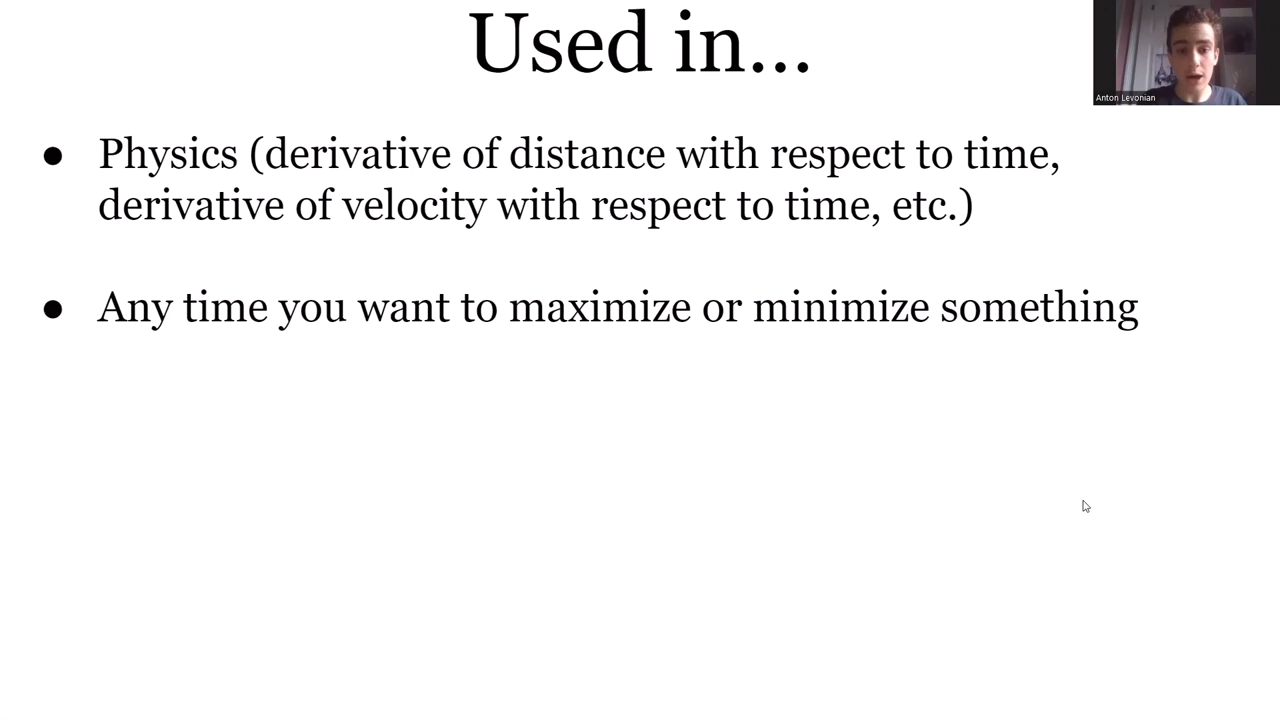 Used in...
Anton Levonian
● Physics (derivative of distance with respect to time,
derivative of velocity with respect to time, etc.)
● Any time you want to maximize or minimize something